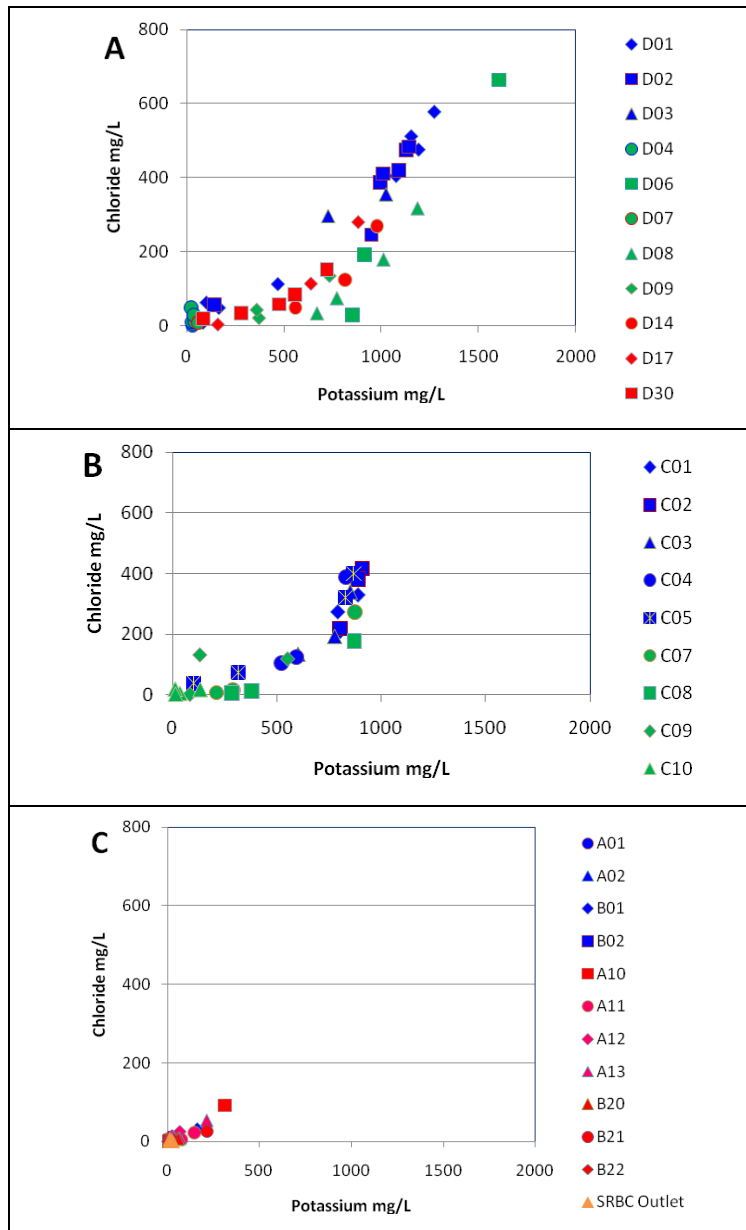 A
800
600
400
200
0
0
500
1000
1500
2000
Chloride mg/L
Potassium mg/L
D01
D02
D03
D04
D06
D07
D08
D09
D14
D17
D30
B
800
600
400
200
0
0
500
1000
1500
2000
Chloride mg/L
Potassium mg/L
C01
C02
C03
C04
C05
C07
C08
C09
C10
C
800
600
400
200
0
0
500
1000
1500
2000
Chloride mg/L
Potassium mg/L
A01
A02
B01
B02
A10
A11
A12
A13
B20
B21
B22
SRBC Outlet